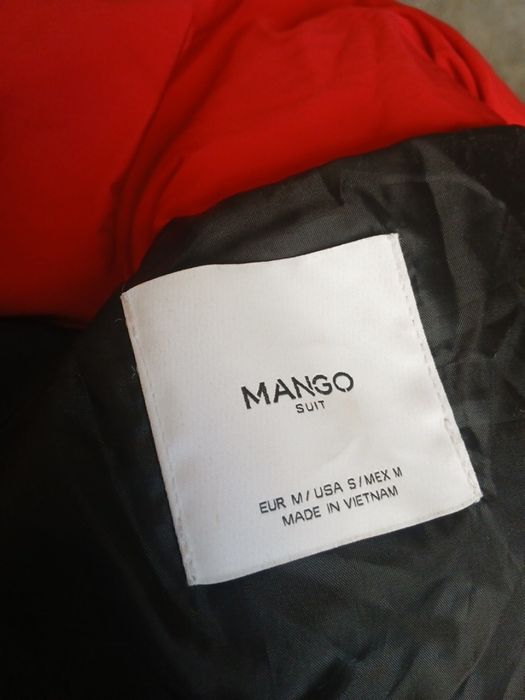 MANGO
SUIT
EUR M/USA S/MEX M
MADE IN VIETNAM